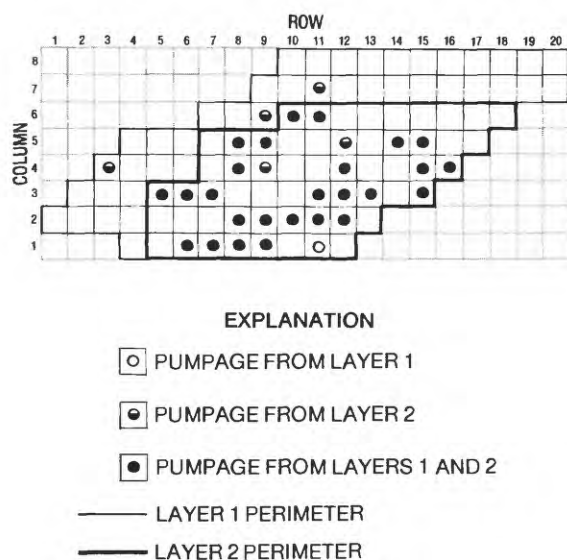 ROW
1 2 3 4 5 6 7 8 9 10 11 12 13 14 15 16 17 18 19 20
COLUMN
8
7
6
5
4
3
2
1
EXPLANATION
PUMPAGE FROM LAYER 1
PUMPAGE FROM LAYER 2
PUMPAGE FROM LAYERS 1 AND 2
LAYER 1 PERIMETER
LAYER 2 PERIMETER